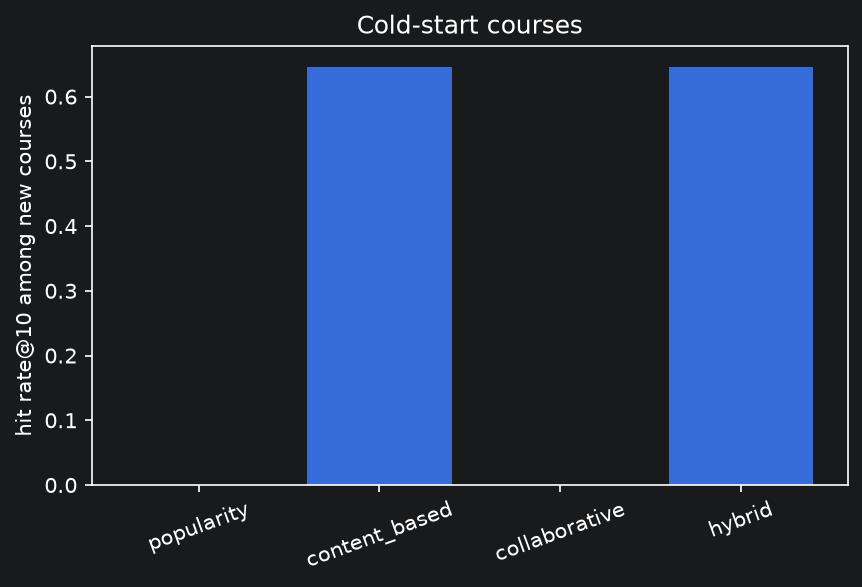 Cold-start courses
hit rate@10 among new courses
0.6
0.5
0.4
0.3
0.2
0.1
0.0
popularity
content_based
collaborative
hybrid